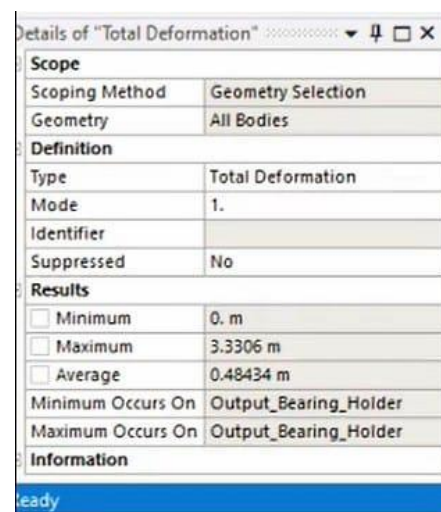 Details of "Total Deformation"
Scope
Scoping Method Geometry Selection
Geometry All Bodies
Definition
Type Total Deformation
Mode 1.
Identifier
Suppressed No
Results
Minimum 0. m
Maximum 3.3306 m
Average 0.48434 m
Minimum Occurs On Output_Bearing_Holder
Maximum Occurs On Output_Bearing_Holder
Information
Ready